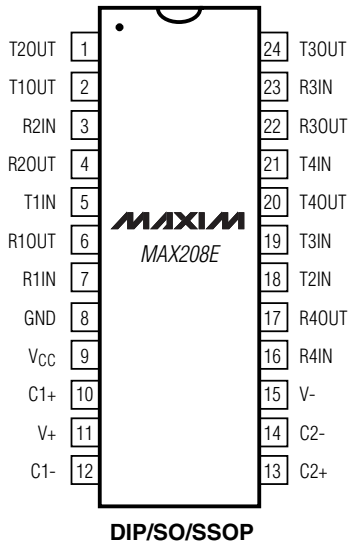 T2OUT 1 24 T3OUT
T1OUT 2 23 R3IN
R2IN 3 22 R3OUT
R2OUT 4 21 T4IN
T1IN 5 20 T4OUT
MAXIM
R1OUT 6 19 T3IN
MAX208E
R1IN 7 18 T2IN
GND 8 17 R4OUT
VCC 9 16 R4IN
C1+ 10 15 V-
V+ 11 14 C2-
C1- 12 13 C2+
DIP/SO/SSOP